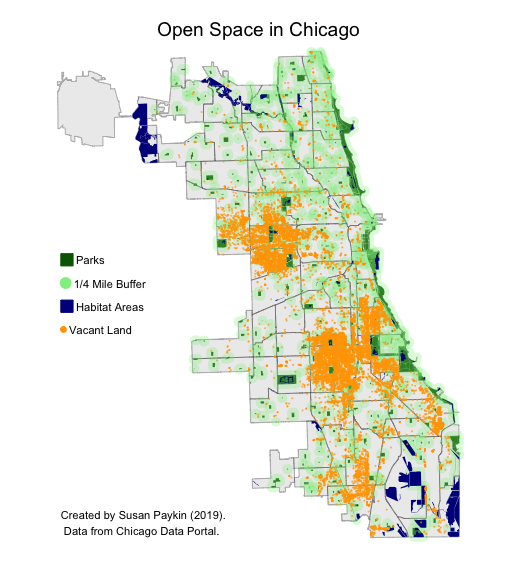 Open Space in Chicago
Parks
1/4 Mile Buffer
Habitat Areas
Vacant Land
Created by Susan Paykin (2019).
Data from Chicago Data Portal.